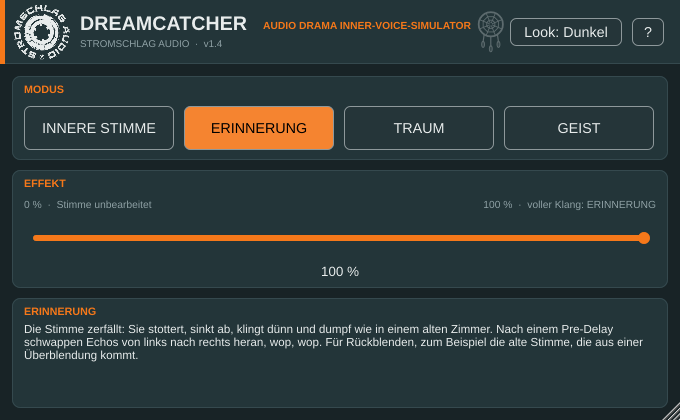 STROMSCHLAG AUDIO
DREAMCATCHER
STROMSCHLAG AUDIO · v1.4
AUDIO DRAMA INNER-VOICE-SIMULATOR
Look: Dunkel
?
MODUS
INNERE STIMME
ERINNERUNG
TRAUM
GEIST
EFFEKT
0 % · Stimme unbearbeitet
100 % · voller Klang: ERINNERUNG
100 %
ERINNERUNG
Die Stimme zerfällt: Sie stottert, sinkt ab, klingt dünn und dumpf wie in einem alten Zimmer. Nach einem Pre-Delay
schwappen Echos von links nach rechts heran, wop, wop. Für Rückblenden, zum Beispiel die alte Stimme, die aus einer
Überblendung kommt.